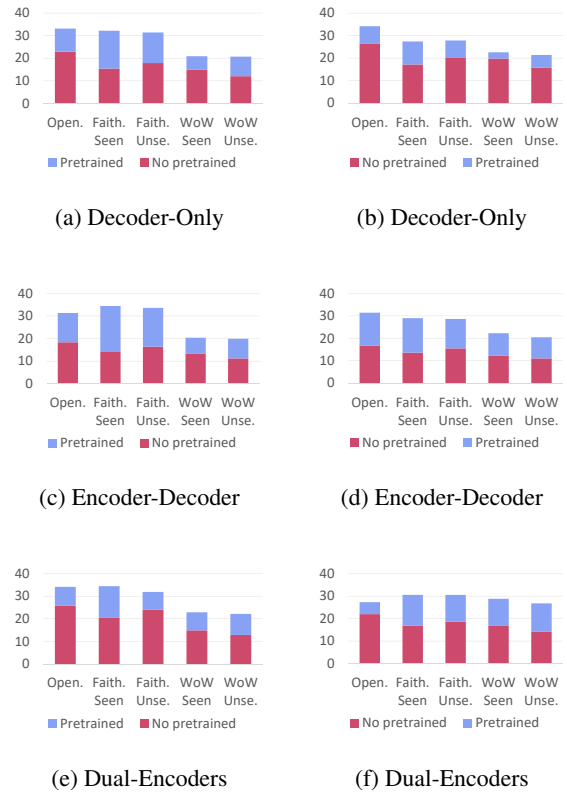 40
30
20
10
0
Open. Faith. Faith. WoW WoW
Seen Unse. Seen Unse.
Pretrained No pretrained
(a) Decoder-Only
40
30
20
10
0
Open. Faith. Faith. WoW WoW
Seen Unse. Seen Unse.
No pretrained Pretrained
(b) Decoder-Only
40
30
20
10
0
Open. Faith. Faith. WoW WoW
Seen Unse. Seen Unse.
Pretrained No pretrained
(c) Encoder-Decoder
40
30
20
10
0
Open. Faith. Faith. WoW WoW
Seen Unse. Seen Unse.
No pretrained Pretrained
(d) Encoder-Decoder
40
30
20
10
0
Open. Faith. Faith. WoW WoW
Seen Unse. Seen Unse.
Pretrained No pretrained
(e) Dual-Encoders
40
30
20
10
0
Open. Faith. Faith. WoW WoW
Seen Unse. Seen Unse.
No pretrained Pretrained
(f) Dual-Encoders